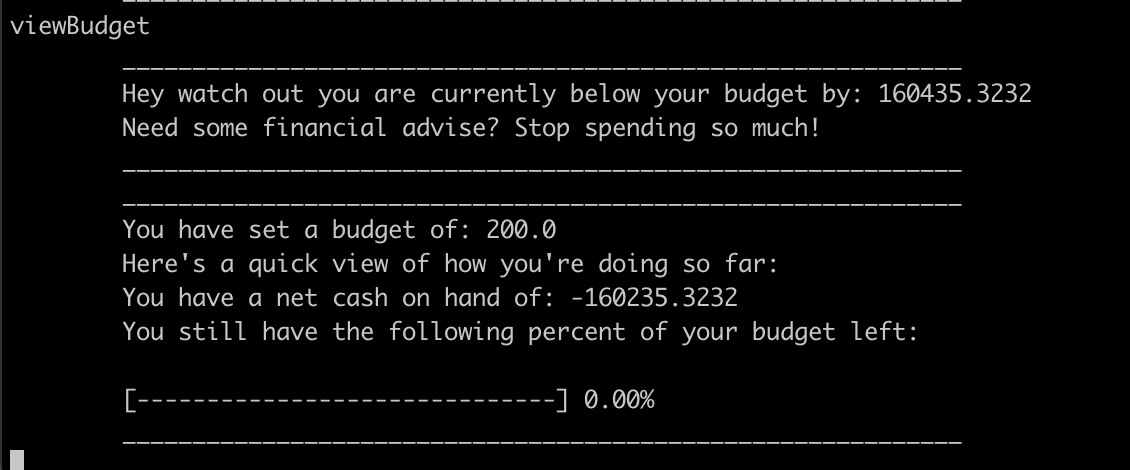 viewBudget
____________________________________________________________
Hey watch out you are currently below your budget by: 160435.3232
Need some financial advise? Stop spending so much!
____________________________________________________________
____________________________________________________________
You have set a budget of: 200.0
Here's a quick view of how you're doing so far:
You have a net cash on hand of: -160235.3232
You still have the following percent of your budget left:
[------------------------------] 0.00%
____________________________________________________________